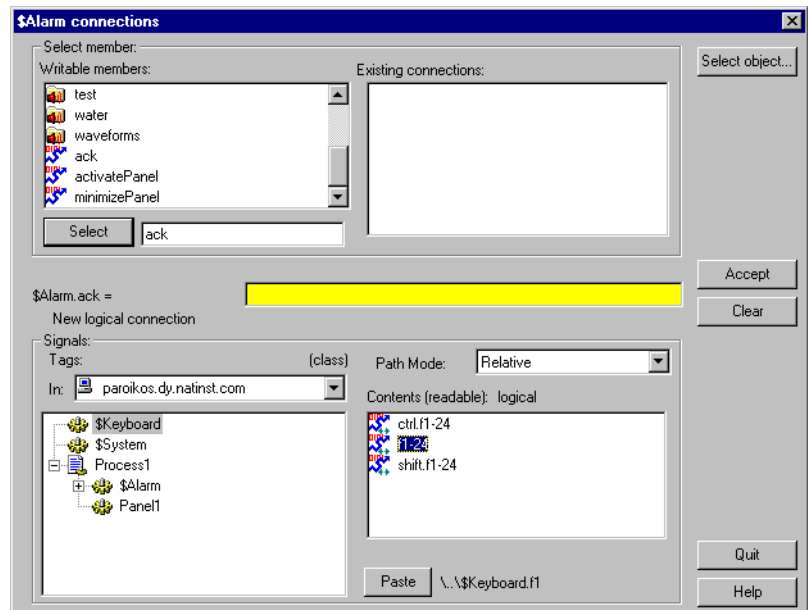 $Alarm connections
Select member:
Writable members:
Existing connections:
Select object...
test
water
waveforms
ack
activatePanel
minimizePanel
Select
ack
Accept
$Alarm.ack =
New logical connection
Clear
Signals:
Tags:
(class)
Path Mode:
Relative
In:
paroikos.dy.natinst.com
Contents (readable): logical
$Keyboard
$System
Process1
$Alarm
Panel1
ctrl.f1-24
f1-24
shift.f1-24
Quit
Paste
\..\$Keyboard.f1
Help